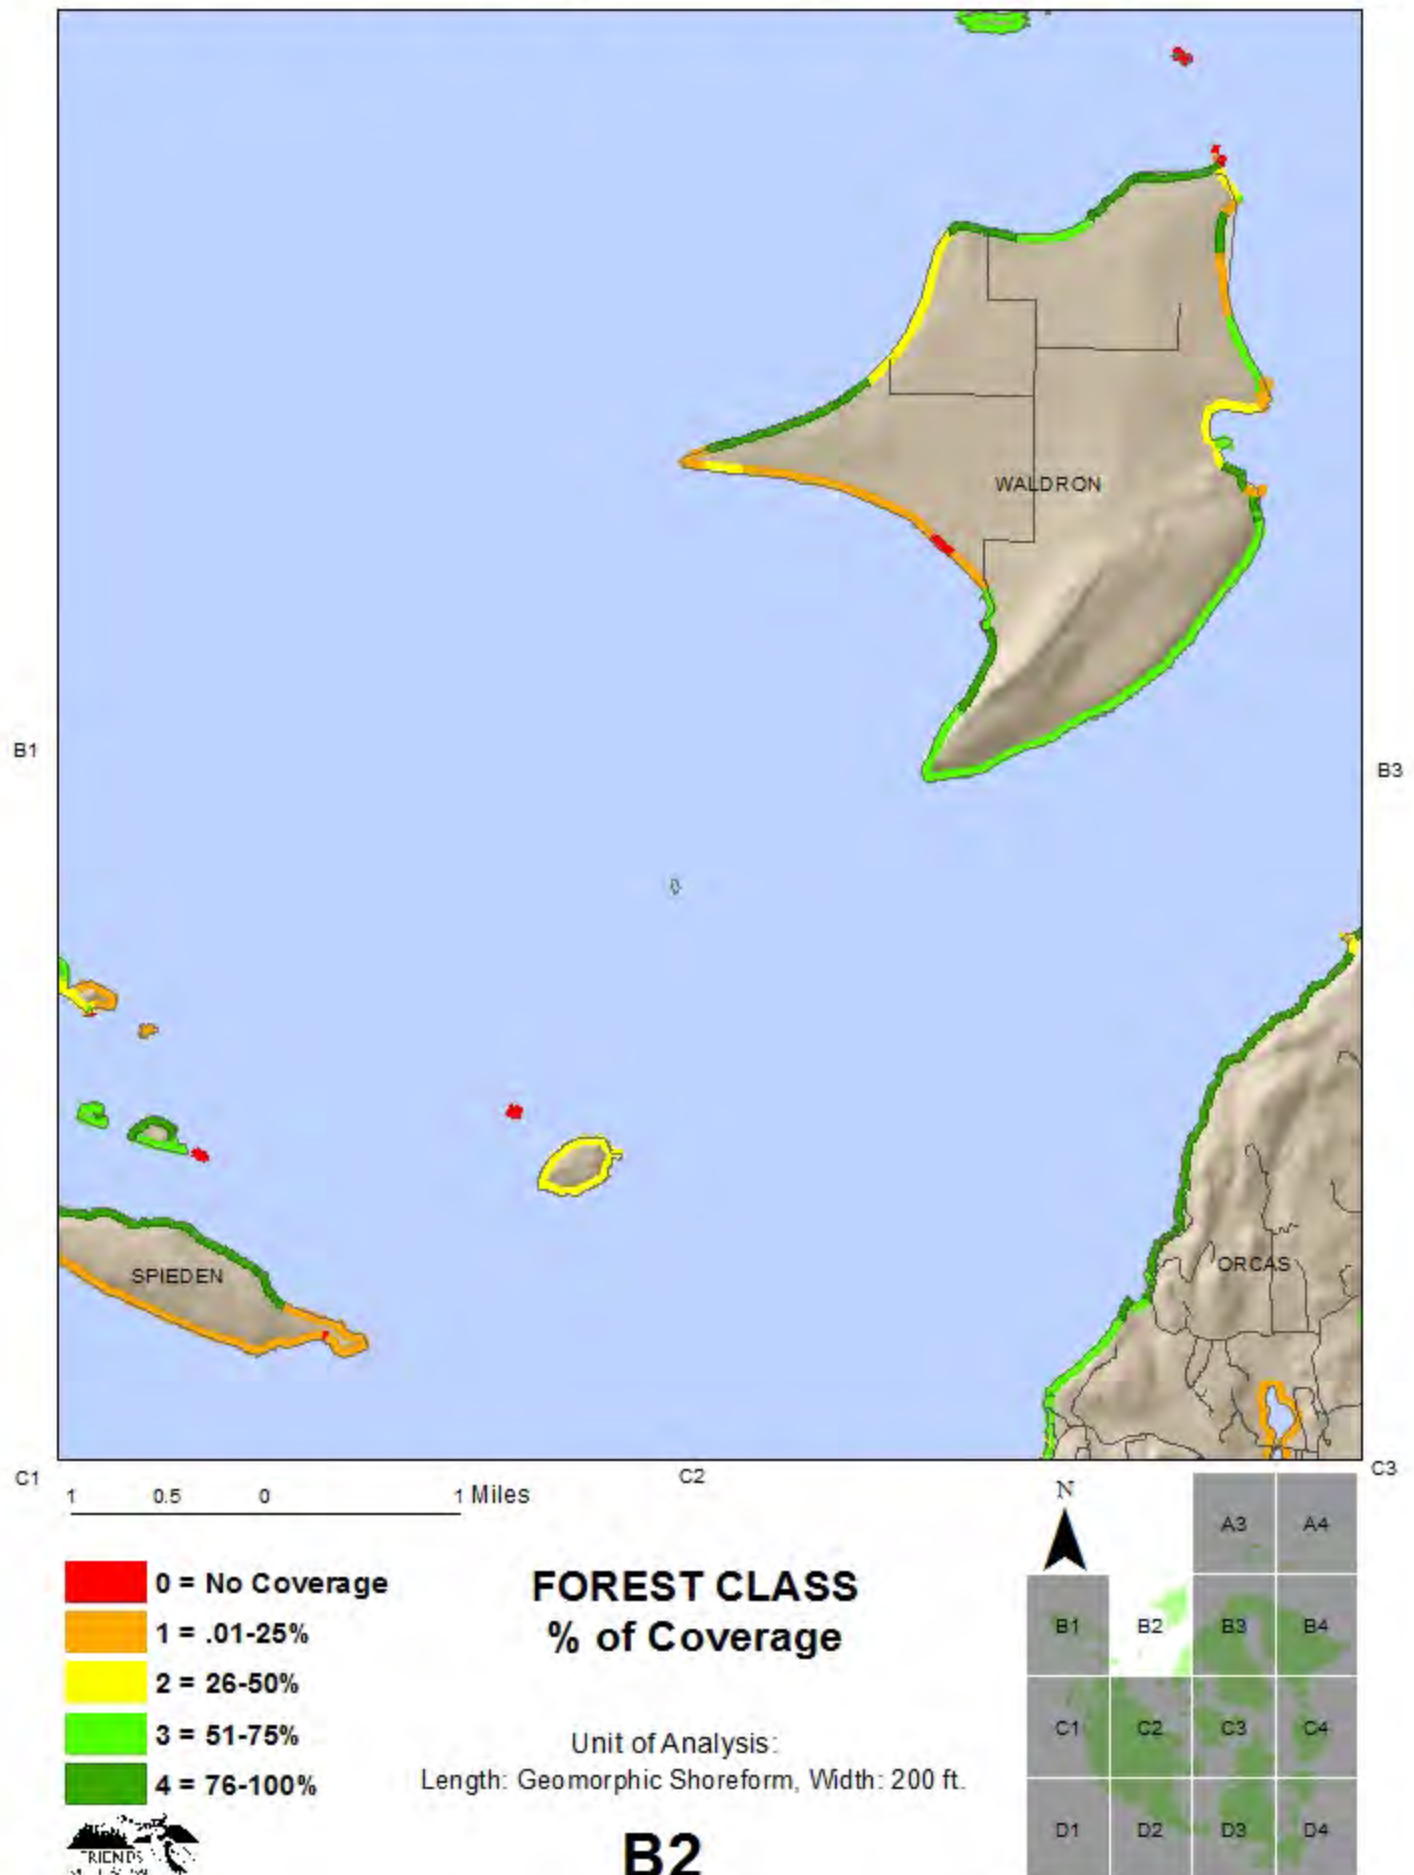 WALDRON
B1
B3
SPIEDEN
ORCAS
C1
C2
C3
1 0.5 0 1 Miles
N
0 = No Coverage
1 = .01-25%
2 = 26-50%
3 = 51-75%
4 = 76-100%
FOREST CLASS
% of Coverage
Unit of Analysis:
Length: Geomorphic Shoreform, Width: 200 ft.
B2
FRIENDS
A3 A4
B1 B2 B3 B4
C1 C2 C3 C4
D1 D2 D3 D4